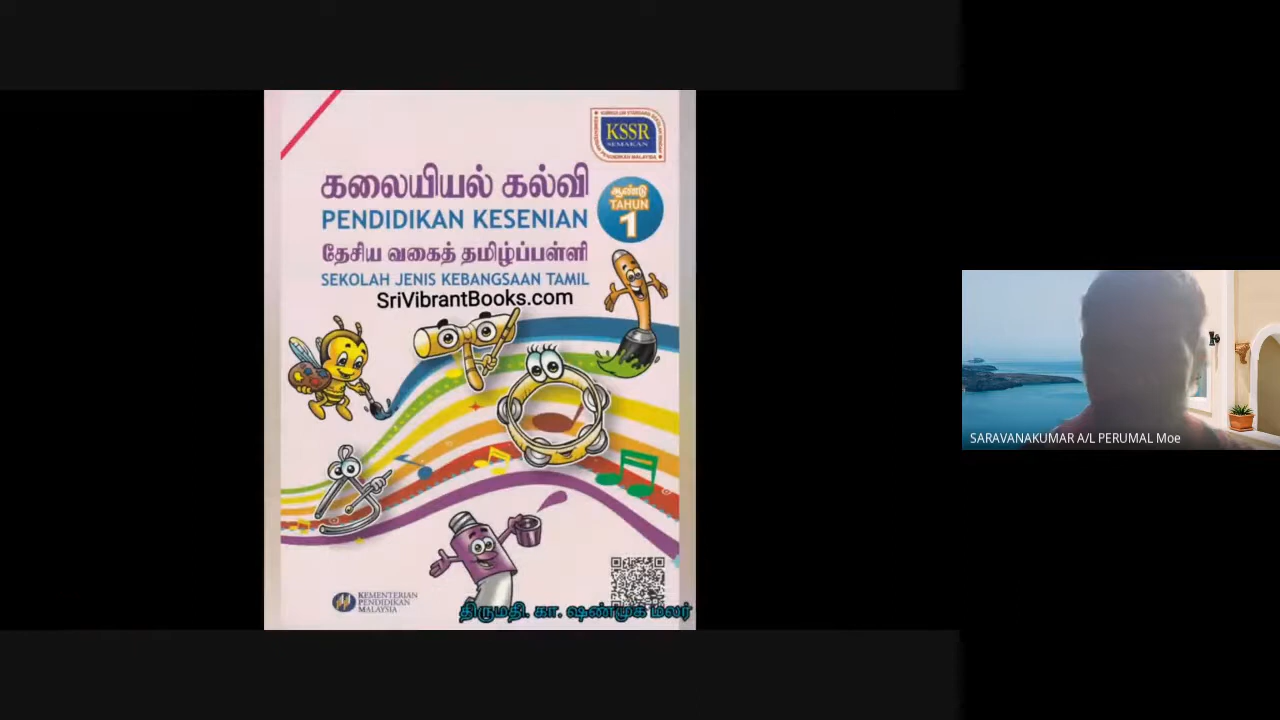 KSSR
SEMAKAN
கலையியல் கல்வி
PENDIDIKAN KESENIAN
ஆண்டு
TAHUN
1
தேசிய வகைத் தமிழ்ப்பள்ளி
SEKOLAH JENIS KEBANGSAAN TAMIL
SriVibrantBooks.com
SARAVANAKUMAR A/L PERUMAL Moe
KEMENTERIAN
PENDIDIKAN
MALAYSIA
திருமதி. கா. ஷண்முக மலர்